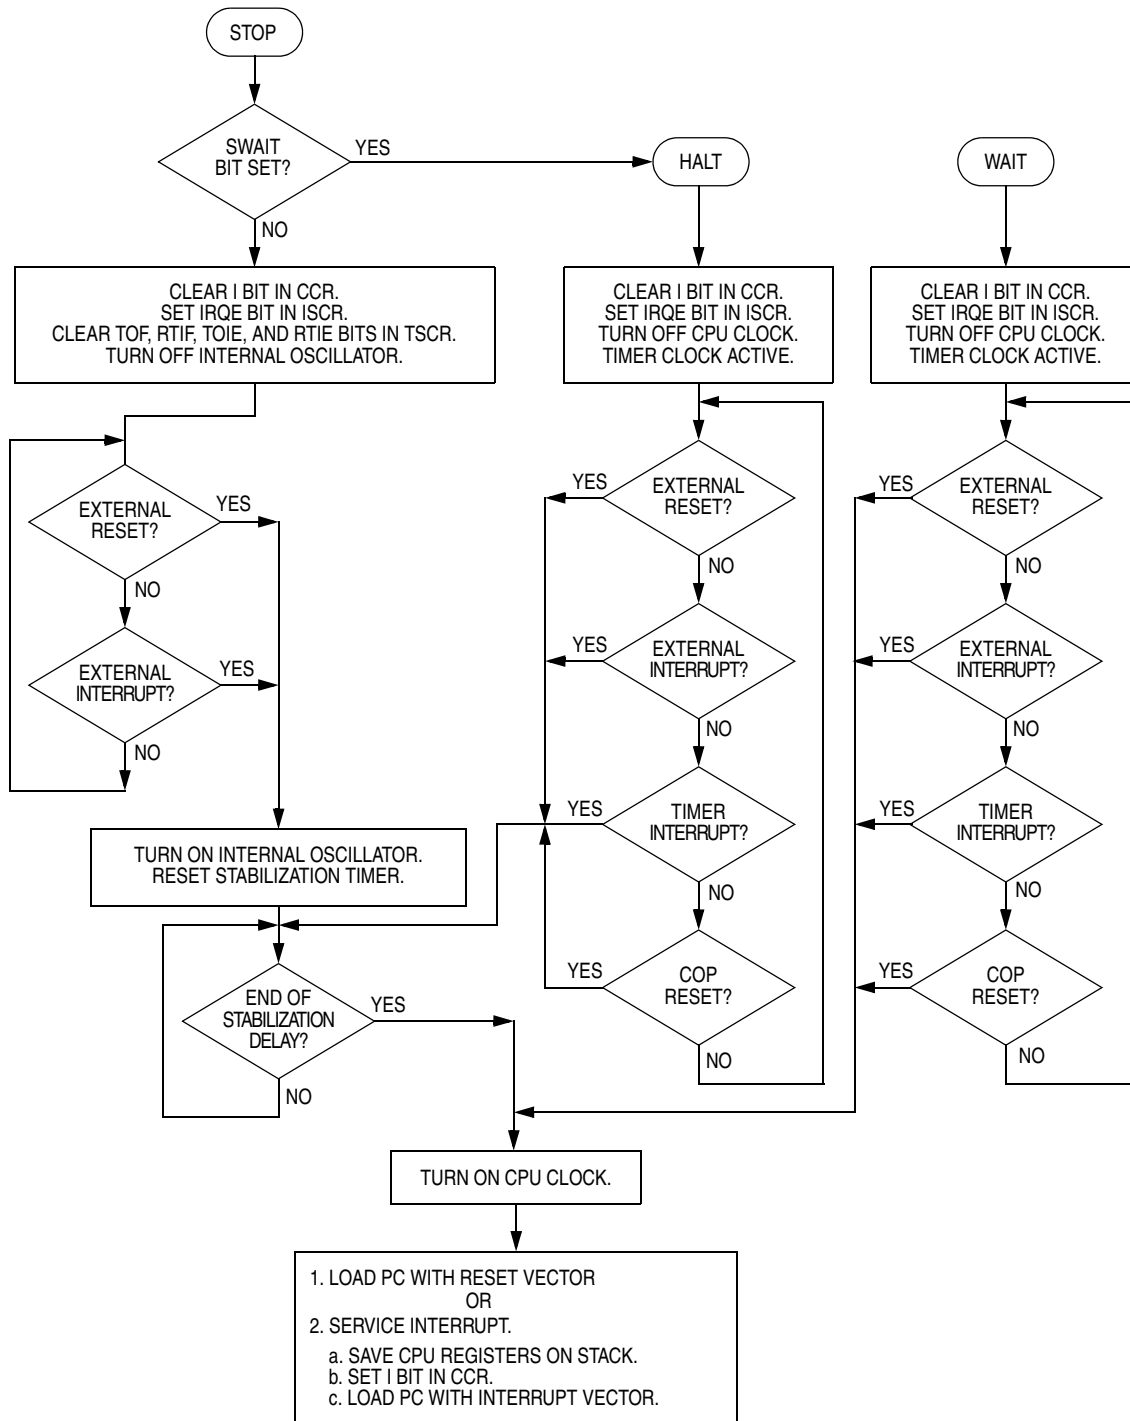 STOP
SWAIT
BIT SET?
YES
NO
HALT
WAIT
CLEAR I BIT IN CCR.
SET IRQE BIT IN ISCR.
CLEAR TOF, RTIF, TOIE, AND RTIE BITS IN TSCR.
TURN OFF INTERNAL OSCILLATOR.
CLEAR I BIT IN CCR.
SET IRQE BIT IN ISCR.
TURN OFF CPU CLOCK.
TIMER CLOCK ACTIVE.
CLEAR I BIT IN CCR.
SET IRQE BIT IN ISCR.
TURN OFF CPU CLOCK.
TIMER CLOCK ACTIVE.
EXTERNAL
RESET?
YES
NO
EXTERNAL
INTERRUPT?
YES
NO
TURN ON INTERNAL OSCILLATOR.
RESET STABILIZATION TIMER.
END OF
STABILIZATION
DELAY?
YES
NO
YES
EXTERNAL
RESET?
NO
YES
EXTERNAL
INTERRUPT?
NO
YES
TIMER
INTERRUPT?
NO
YES
COP
RESET?
NO
YES
EXTERNAL
RESET?
NO
YES
EXTERNAL
INTERRUPT?
NO
YES
TIMER
INTERRUPT?
NO
YES
COP
RESET?
NO
TURN ON CPU CLOCK.
1. LOAD PC WITH RESET VECTOR
OR
2. SERVICE INTERRUPT.
a. SAVE CPU REGISTERS ON STACK.
b. SET I BIT IN CCR.
c. LOAD PC WITH INTERRUPT VECTOR.